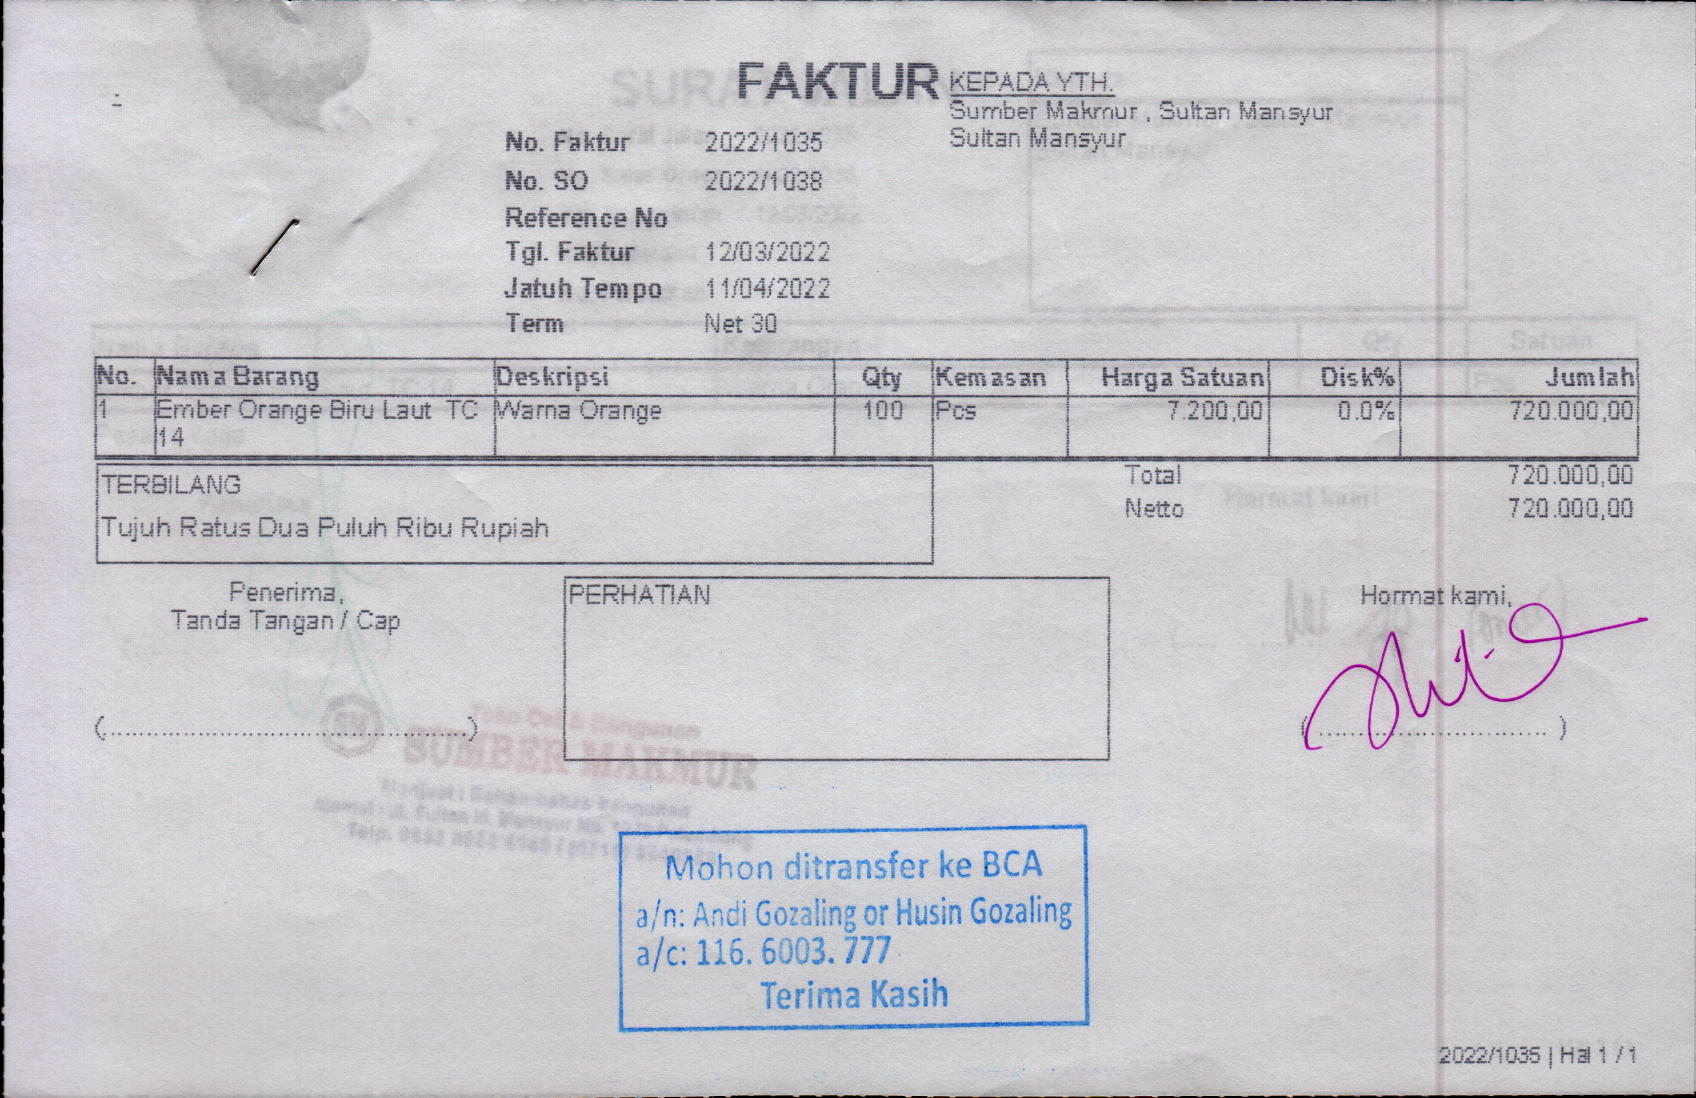 FAKTUR
KEPADA YTH.
Sumber Makmur , Sultan Mansyur
Sultan Mansyur
No. Faktur 2022/1035
No. SO 2022/1038
Reference No
Tgl. Faktur 12/03/2022
Jatuh Tempo 11/04/2022
Term Net 30
No. Nama Barang Deskripsi Qty Kemasan Harga Satuan Disk% Jumlah
1 Ember Orange Biru Laut TC Warna Orange 100 Pcs 7.200,00 0.0% 720.000,00
14
TERBILANG
Tujuh Ratus Dua Puluh Ribu Rupiah
Total 720.000,00
Netto 720.000,00
Penerima,
Tanda Tangan / Cap
PERHATIAN
Hormat kami,
(..........................................)
(.............................. )
SM
Toko Cat & Bangunan
SUMBER MAKMUR
Mohon ditransfer ke BCA
a/n: Andi Gozaling or Husin Gozaling
a/c: 116. 6003. 777
Terima Kasih
2022/1035 | Hal 1 / 1